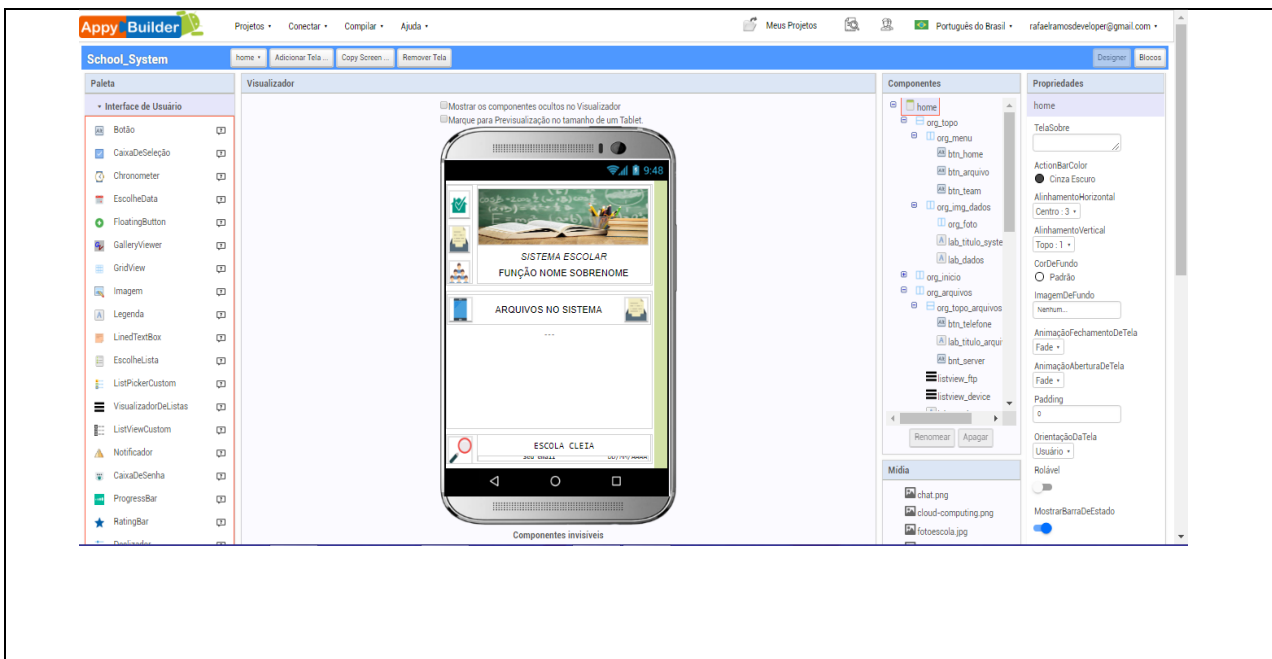 AppyBuilder
Projetos Conectar Compilar Ajuda
Meus Projetos
Português do Brasil
rafaelramosdeveloper@gmail.com
School_System
home
Adicionar Tela ...
Copy Screen ...
Remover Tela
Designer
Blocos
Paleta
Interface de Usuário
Botão
CaixaDeSeleção
Chronometer
EscolheData
FloatingButton
GalleryViewer
GridView
Imagem
Legenda
LinedTextBox
EscolheLista
ListPickerCustom
VisualizadorDeListas
ListViewCustom
Notificador
CaixaDeSenha
ProgressBar
RatingBar
Visualizador
Mostrar os componentes ocultos no Visualizador
Marque para Previsualização no tamanho de um Tablet.
9:48
SISTEMA ESCOLAR
FUNÇÃO NOME SOBRENOME
ARQUIVOS NO SISTEMA
---
ESCOLA CLEIA
Componentes invisíveis
Componentes
home
org_topo
org_menu
btn_home
btn_arquivo
btn_team
org_img_dados
org_foto
lab_titulo_syste
lab_dados
org_inicio
org_arquivos
org_topo_arquivos
btn_telefone
lab_titulo_arqui
bnt_server
listview_ftp
listview_device
Renomear
Apagar
Mídia
chat.png
cloud-computing.png
fotoescola.jpg
Propriedades
home
TelaSobre
ActionBarColor
Cinza Escuro
AlinhamentoHorizontal
Centro : 3
AlinhamentoVertical
Topo : 1
CorDeFundo
Padrão
ImagemDeFundo
Nenhum...
AnimaçãoFechamentoDeTela
Fade
AnimaçãoAberturaDeTela
Fade
Padding
0
OrientaçãoDaTela
Usuário
Rolável
MostrarBarraDeEstado